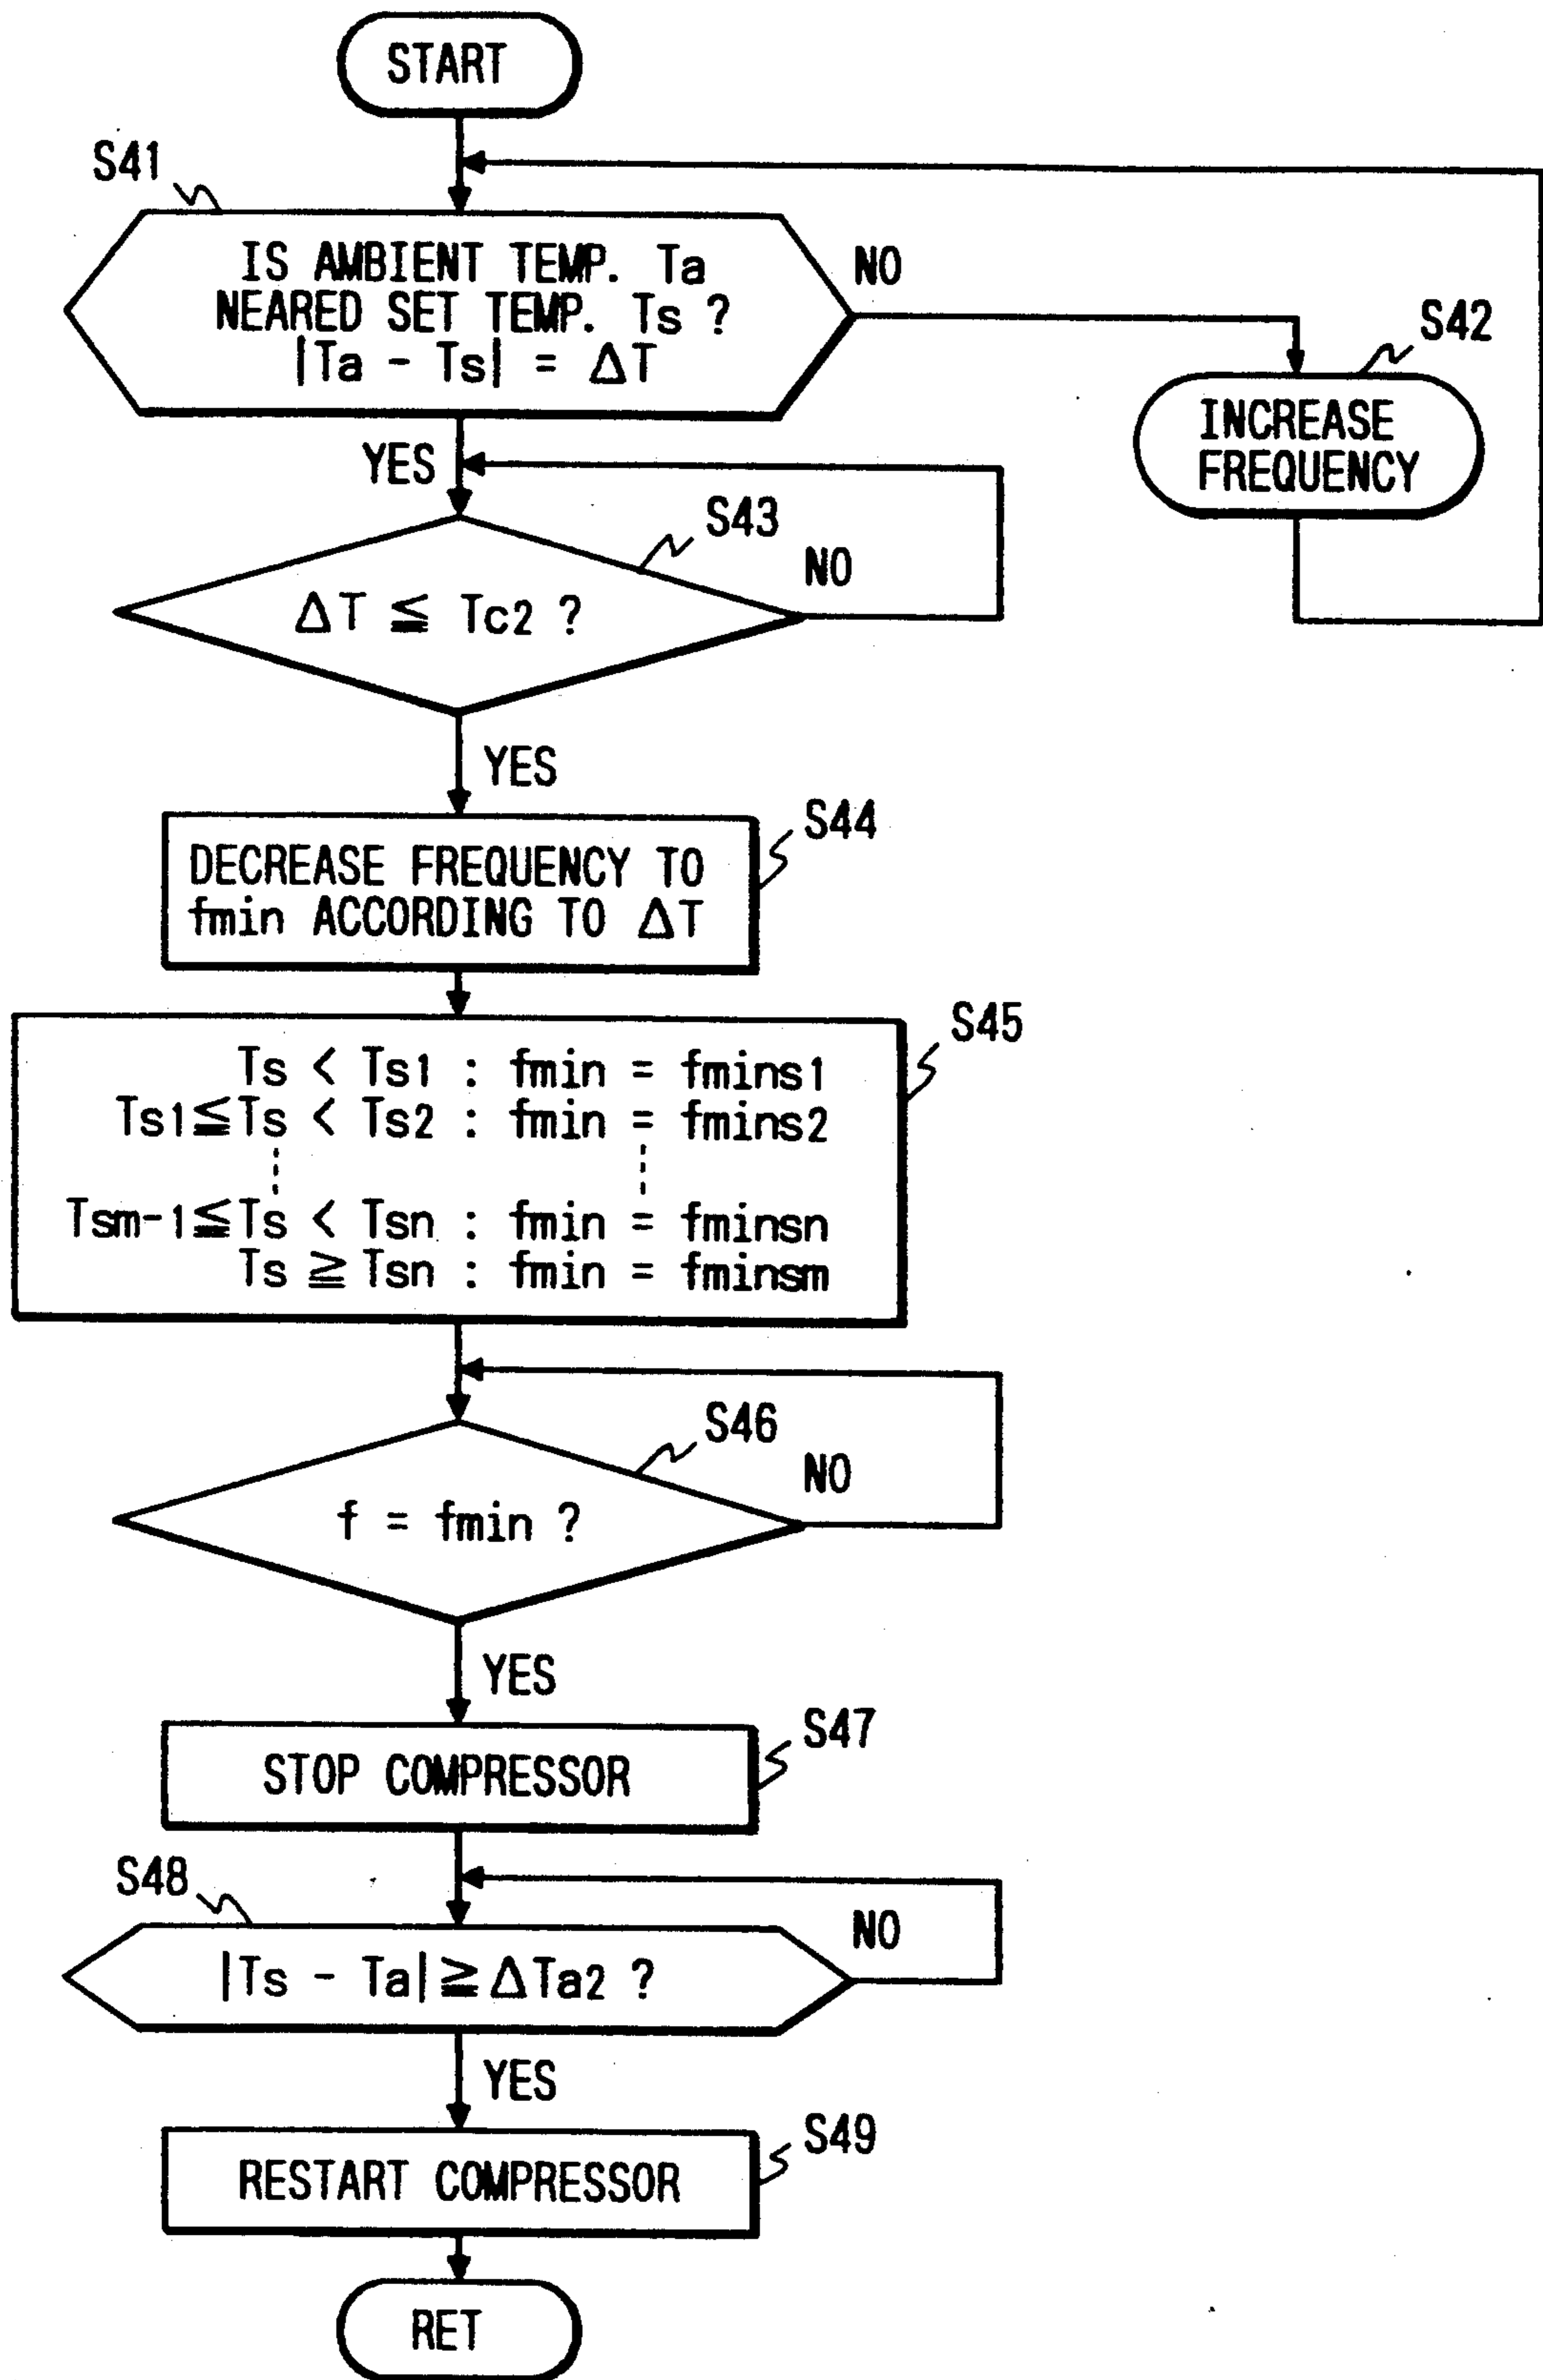 START
S41
IS AMBIENT TEMP. Ta
NEARED SET TEMP. Ts ?
|Ta - Ts| = ΔT
NO
S42
INCREASE
FREQUENCY
YES
S43
NO
ΔT ≦ Tc2 ?
YES
S44
DECREASE FREQUENCY TO
fmin ACCORDING TO ΔT
S45
Ts < Ts1 : fmin = fmins1
Ts1≦Ts < Ts2 : fmin = fmins2
Tsm-1≦Ts < Tsn : fmin = fminsn
Ts ≧ Tsn : fmin = fminsm
S46
NO
f = fmin ?
YES
S47
STOP COMPRESSOR
S48
NO
|Ts - Ta| ≧ ΔTa2 ?
YES
S49
RESTART COMPRESSOR
RET